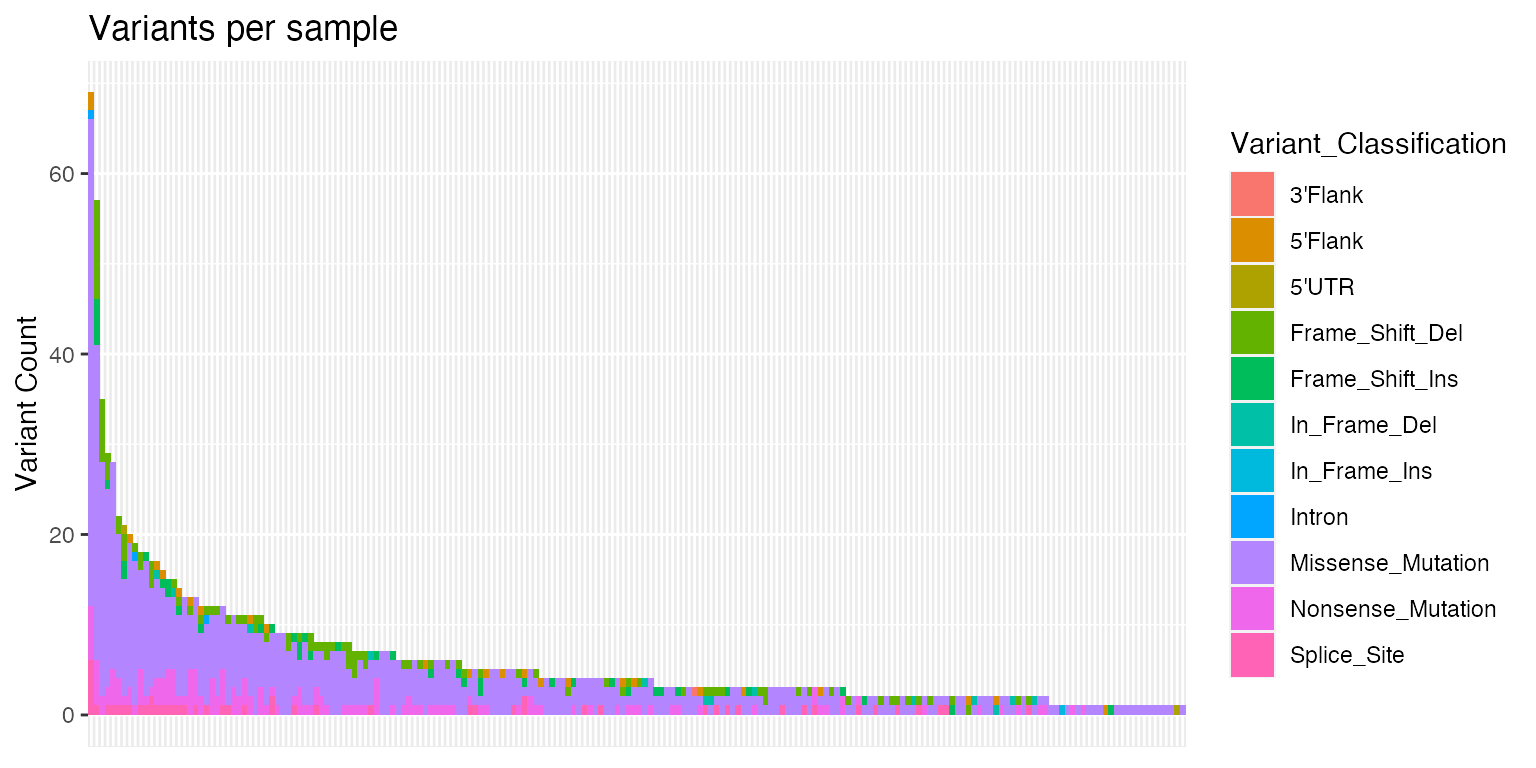 Variants per sample
Variant Count
60
40
20
0
Variant_Classification
3'Flank
5'Flank
5'UTR
Frame_Shift_Del
Frame_Shift_Ins
In_Frame_Del
In_Frame_Ins
Intron
Missense_Mutation
Nonsense_Mutation
Splice_Site